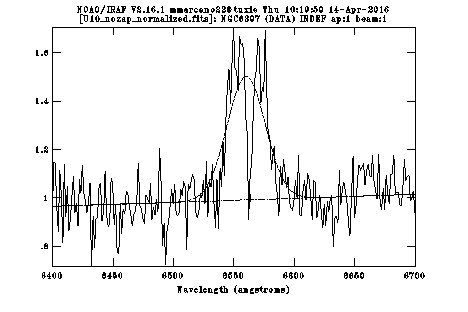 NOAO/IRAF V2.16.1 mmarcano228@tuxie Thu 10:19:50 14-Apr-2016
[U10_nozap_normalized.fits]: NGC6397 (DATA) INDEF ap:1 beam:1
1.6
1.4
1.2
1
.8
6400 6450 6500 6550 6600 6650 6700
Wavelength (angstroms)